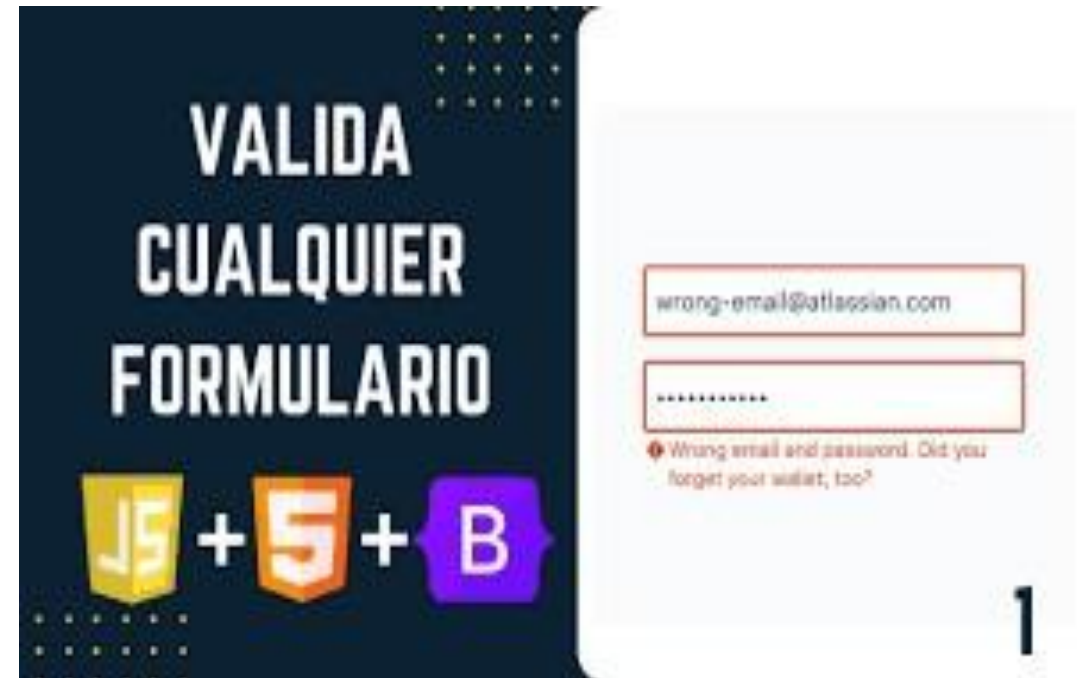 VALIDA
CUALQUIER
FORMULARIO
JS + 5 + B
wrong-email@atlassian.com
Wrong email and password. Did you
forget your wallet, too?
1